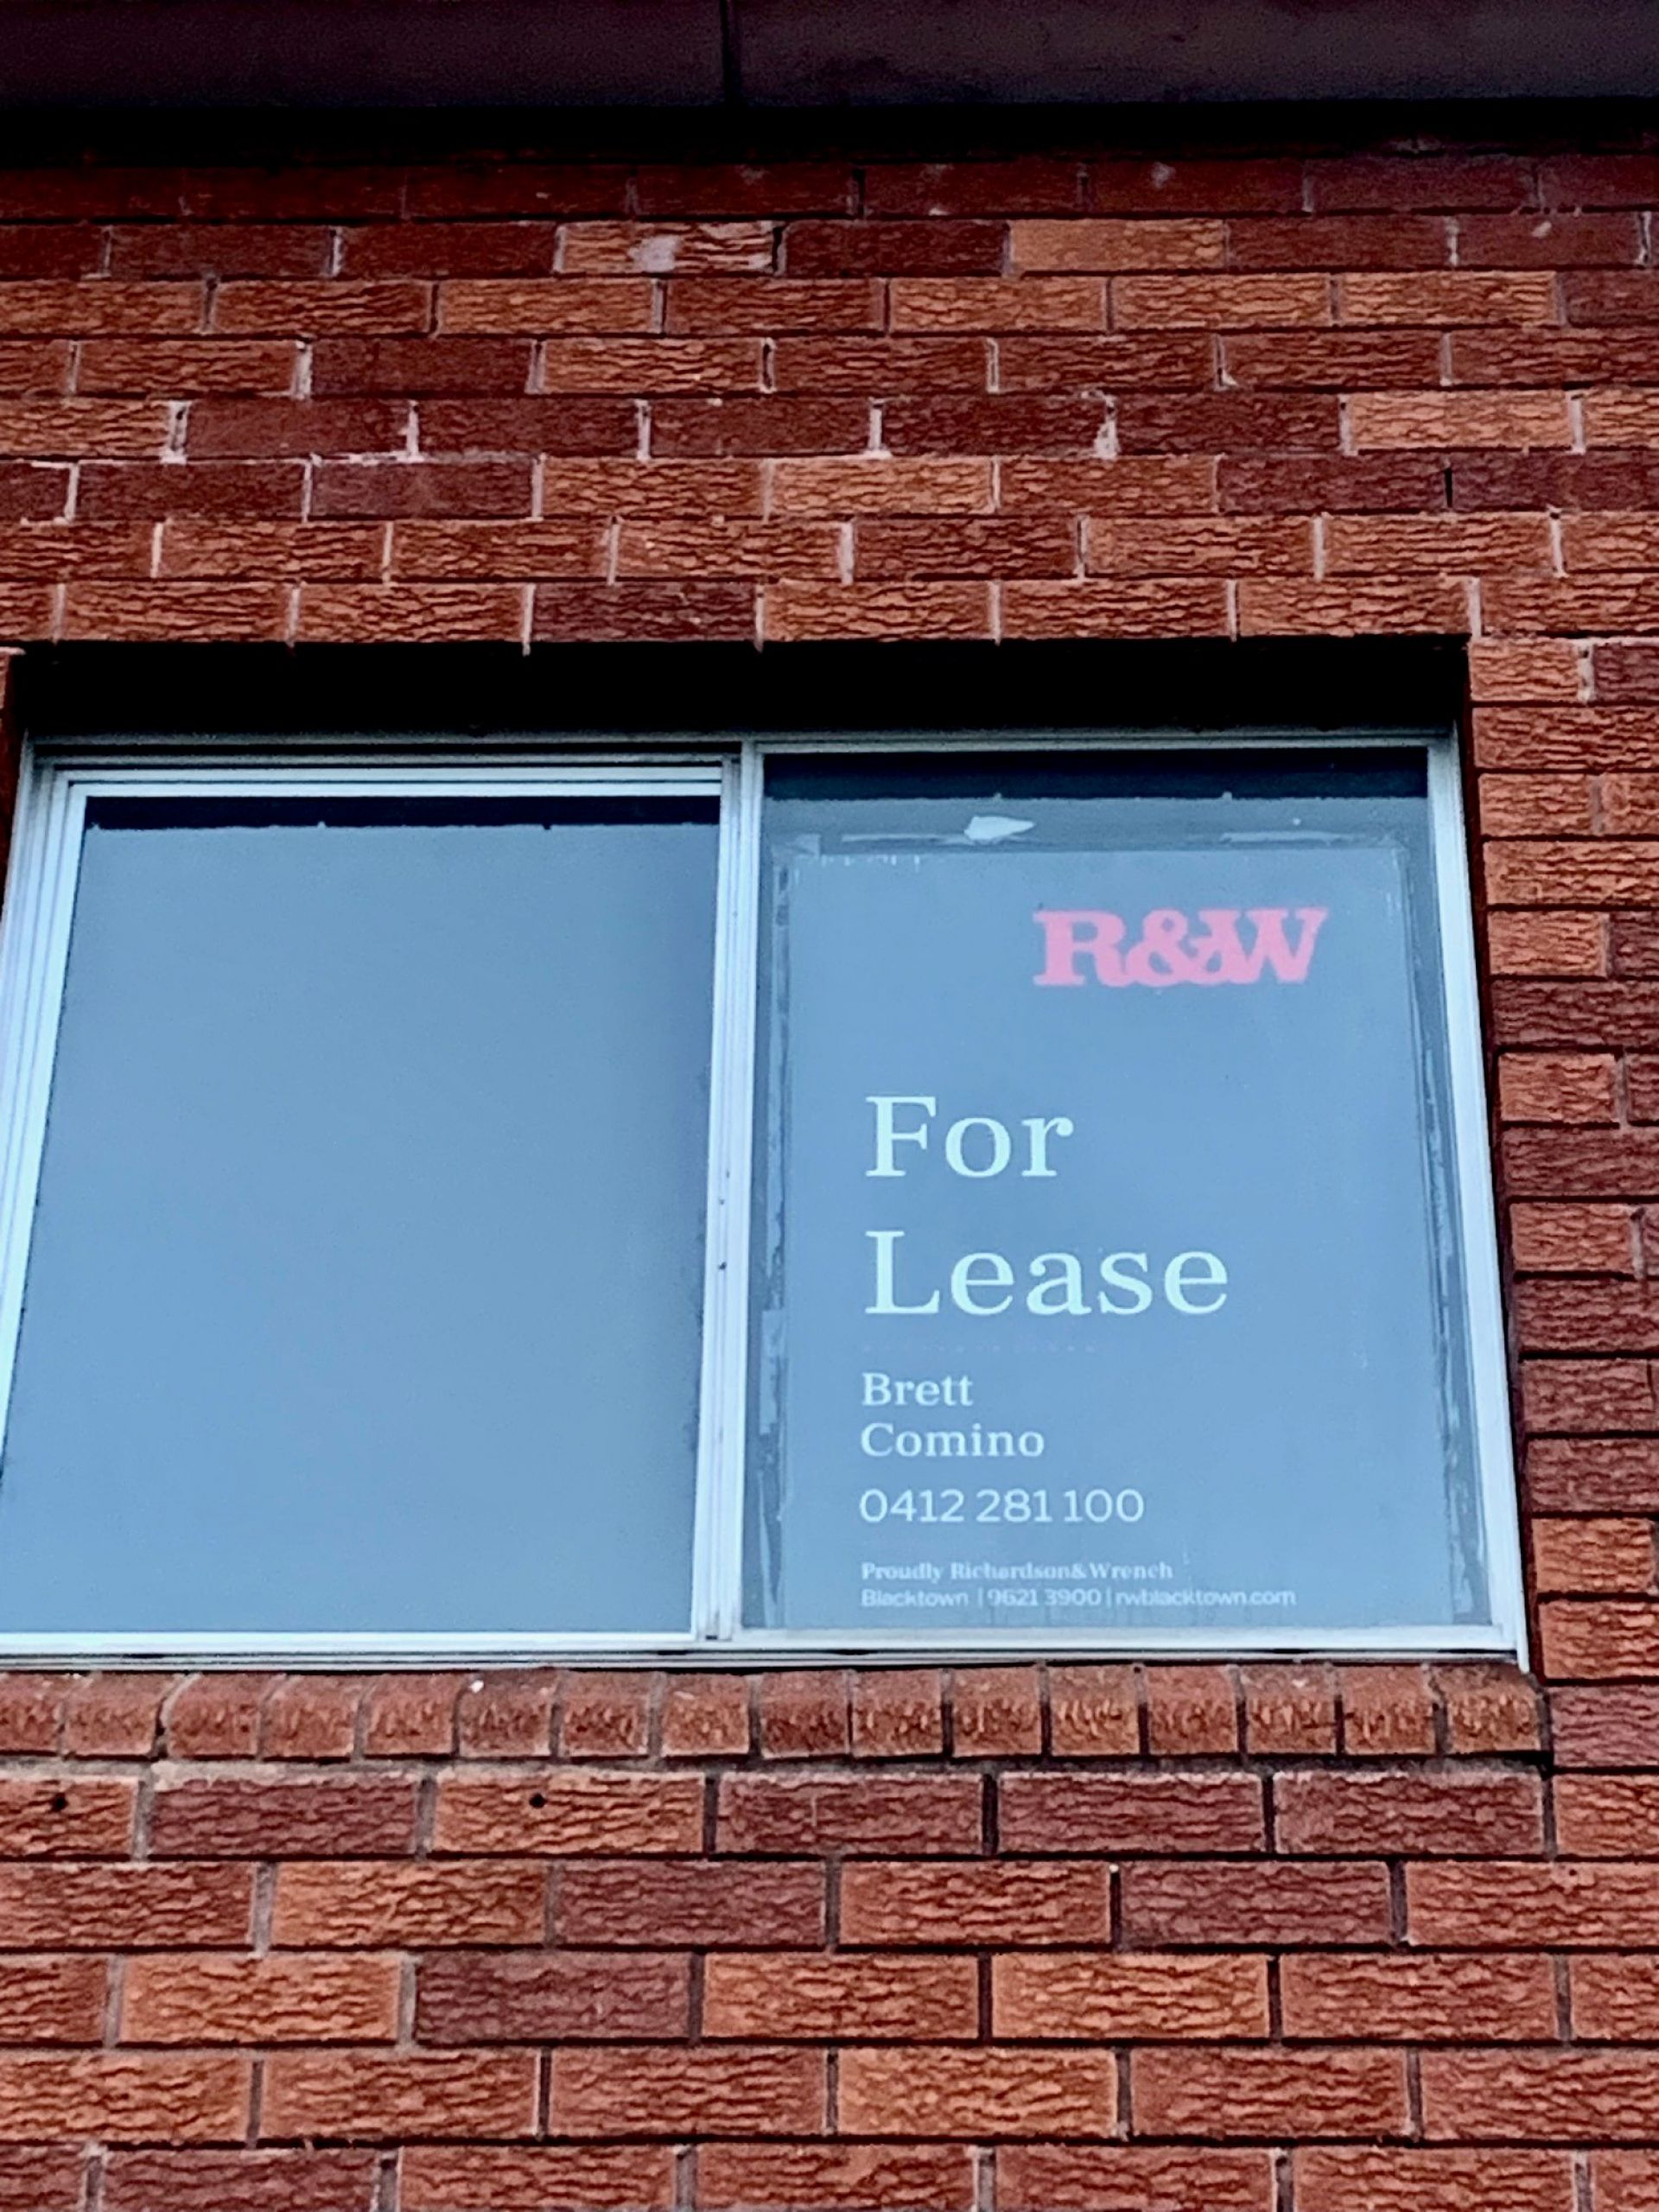 R&W
For
Lease
Brett
Comino
0412 281 100
Proudly Richardson&Wrench
Blacktown | 9621 3900 | rwblacktown.com